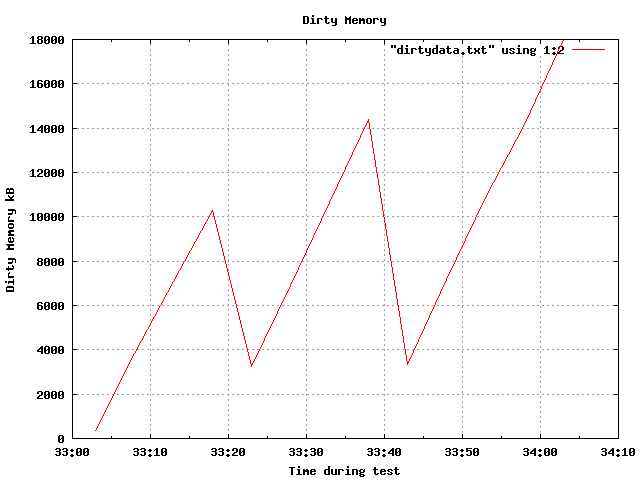 Dirty Memory
"dirtydata.txt" using 1:2
18000
16000
14000
12000
10000
8000
6000
4000
2000
0
Dirty Memory kB
33:00 33:10 33:20 33:30 33:40 33:50 34:00 34:10
Time during test